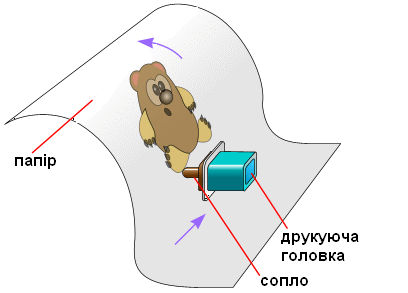 папір
друкуюча
головка
сопло